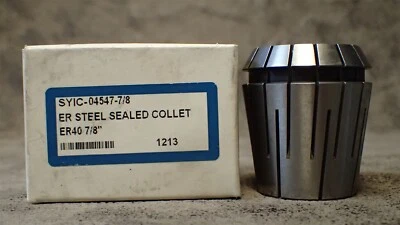 SYIC-04547-7/8
ER STEEL SEALED COLLET
ER40 7/8"
1213